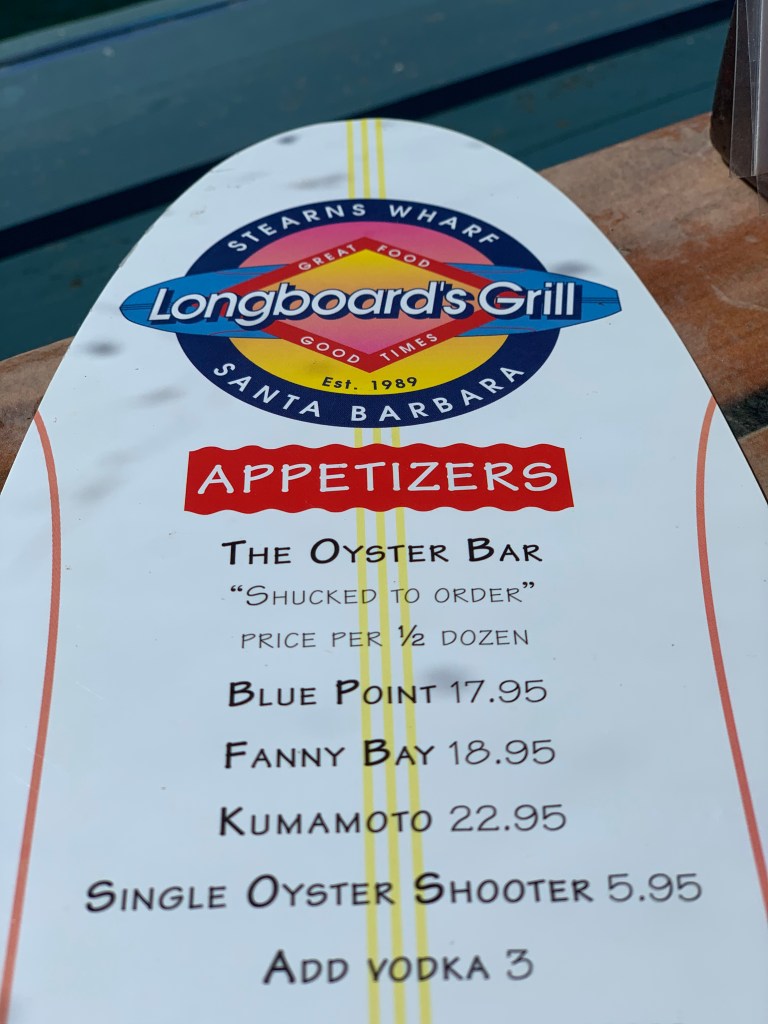 STEARNS WHARF
GREAT FOOD
Longboard's Grill
GOOD TIMES
Est. 1989
SANTA BARBARA
APPETIZERS
THE OYSTER BAR
“SHUCKED TO ORDER”
PRICE PER ½ DOZEN
BLUE POINT 17.95
FANNY BAY 18.95
KUMAMOTO 22.95
SINGLE OYSTER SHOOTER 5.95
ADD VODKA 3